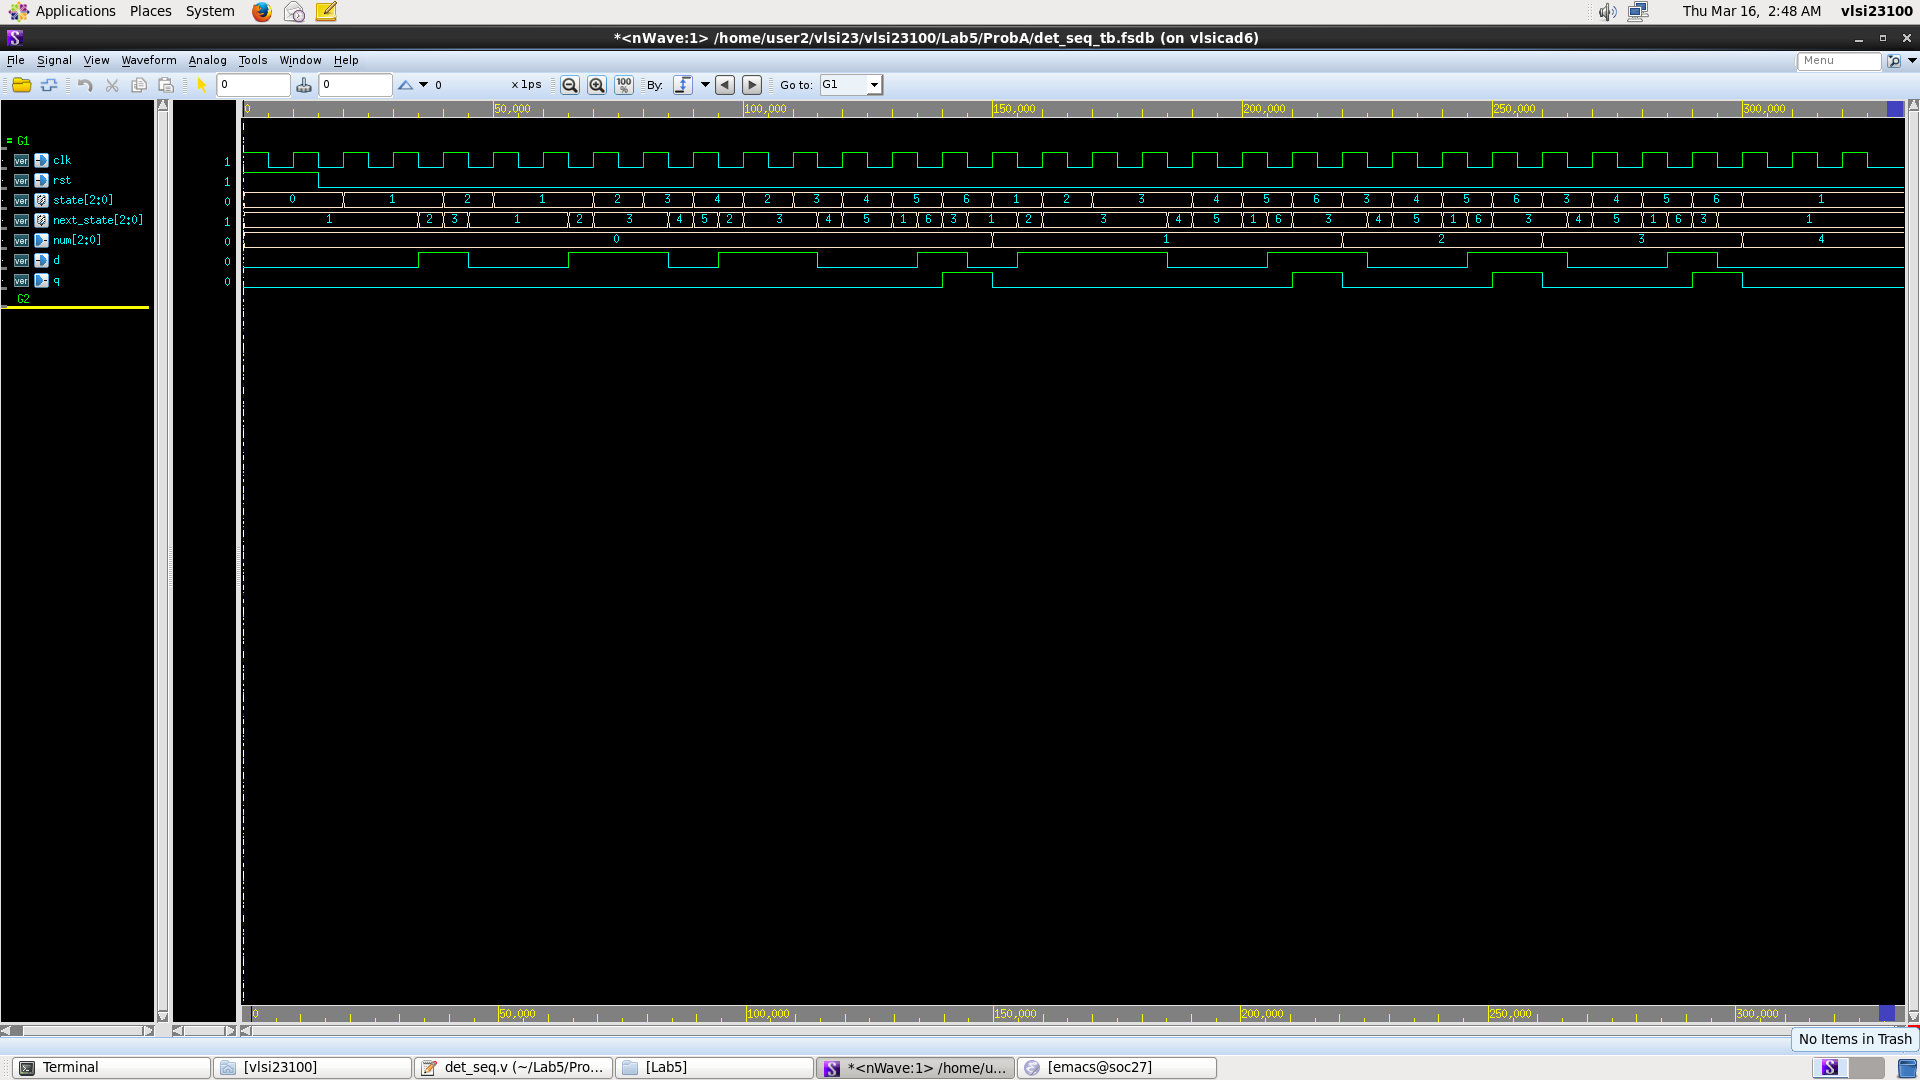 Applications Places System Thu Mar 16, 2:48 AM vlsi23100
*<nWave:1> /home/user2/vlsi23/vlsi23100/Lab5/ProbA/det_seq_tb.fsdb (on vlsicad6)
File Signal View Waveform Analog Tools Window Help Menu
0 0 0 x 1ps 100 % By: Go to: G1
0 50,000 100,000 150,000 200,000 250,000 300,000
= G1
ver clk 1
ver rst 1
ver state[2:0] 0 0 1 2 1 2 3 4 2 3 4 5 6 1 2 3 4 5 6 3 4 5 6 3 4 5 6 1
ver next_state[2:0] 1 1 2 3 1 2 3 4 5 2 3 4 5 1 6 3 1 2 3 4 5 1 6 3 4 5 1 6 3 4 5 1 6 3 1
ver num[2:0] 0 0 1 2 3 4
ver d 0
ver q 0
G2
0 50,000 100,000 150,000 200,000 250,000 300,000
No Items in Trash
Terminal [vlsi23100] det_seq.v (~/Lab5/Pro... [Lab5] *<nWave:1> /home/u... [emacs@soc27]